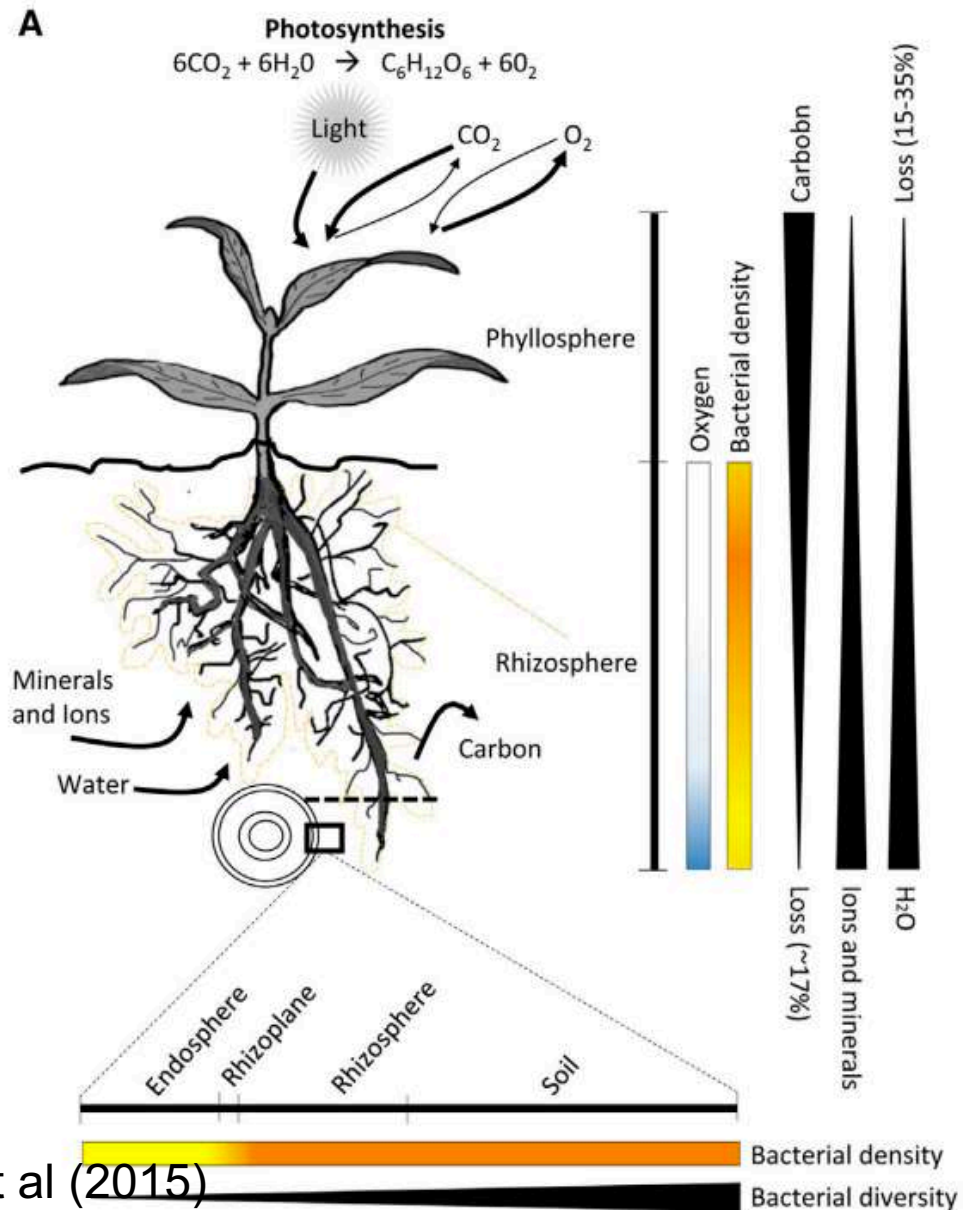 A
Photosynthesis
6CO₂ + 6H₂0 → C₆H₁₂O₆ + 60₂
Light
CO₂
O₂
Carbobn
Loss (15-35%)
Phyllosphere
Oxygen
Bacterial density
Rhizosphere
Minerals
and Ions
Carbon
Water
Loss (~17%)
Ions and minerals
H₂O
Endosphere
Rhizoplane
Rhizosphere
Soil
Bacterial density
t al (2015)
Bacterial diversity